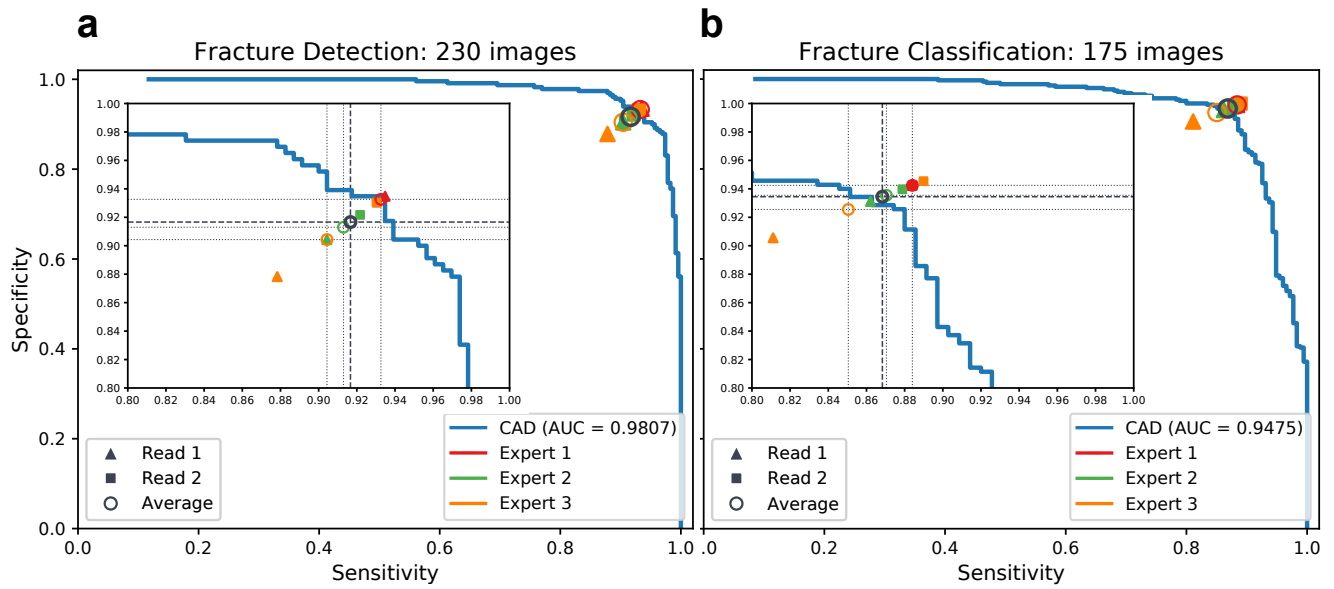 a
Fracture Detection: 230 images
Specificity
1.0
0.8
0.6
0.4
0.2
0.0
1.00
0.98
0.96
0.94
0.92
0.90
0.88
0.86
0.84
0.82
0.80
0.80 0.82 0.84 0.86 0.88 0.90 0.92 0.94 0.96 0.98 1.00
Read 1
Read 2
Average
CAD (AUC = 0.9807)
Expert 1
Expert 2
Expert 3
0.0 0.2 0.4 0.6 0.8 1.0
Sensitivity
b
Fracture Classification: 175 images
1.00
0.98
0.96
0.94
0.92
0.90
0.88
0.86
0.84
0.82
0.80
0.80 0.82 0.84 0.86 0.88 0.90 0.92 0.94 0.96 0.98 1.00
Read 1
Read 2
Average
CAD (AUC = 0.9475)
Expert 1
Expert 2
Expert 3
.0 0.2 0.4 0.6 0.8 1.0
Sensitivity